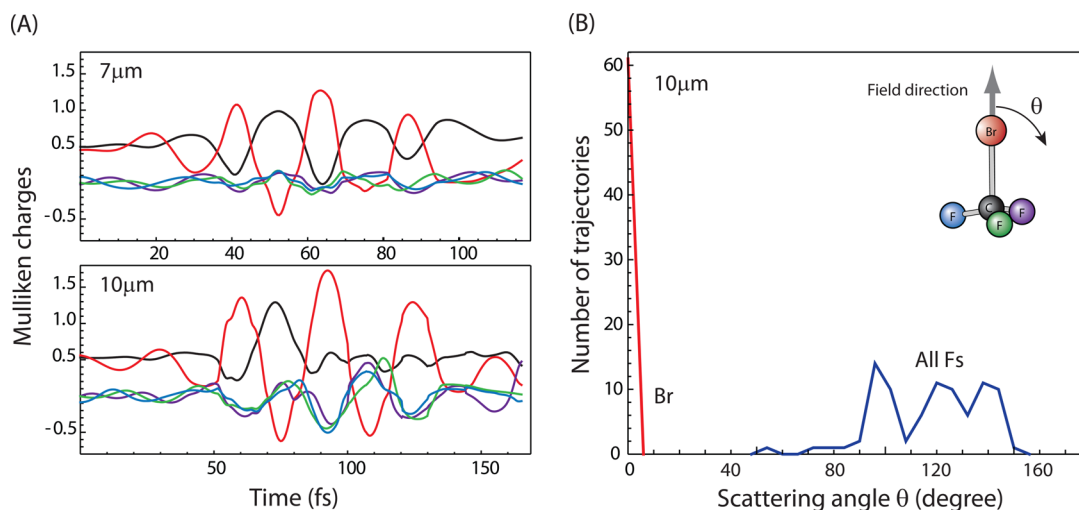 (A)
7μm
1.5
1.0
0.5
-0.5
20 40 60 80 100
10μm
1.5
0.5
-0.5
50 100 150
Mulliken charges
Time (fs)
(B)
60
50
40
30
20
10
0
10μm
Field direction
θ
Br
C
F
F
F
Br
All Fs
0 40 80 120 160
Number of trajectories
Scattering angle θ (degree)